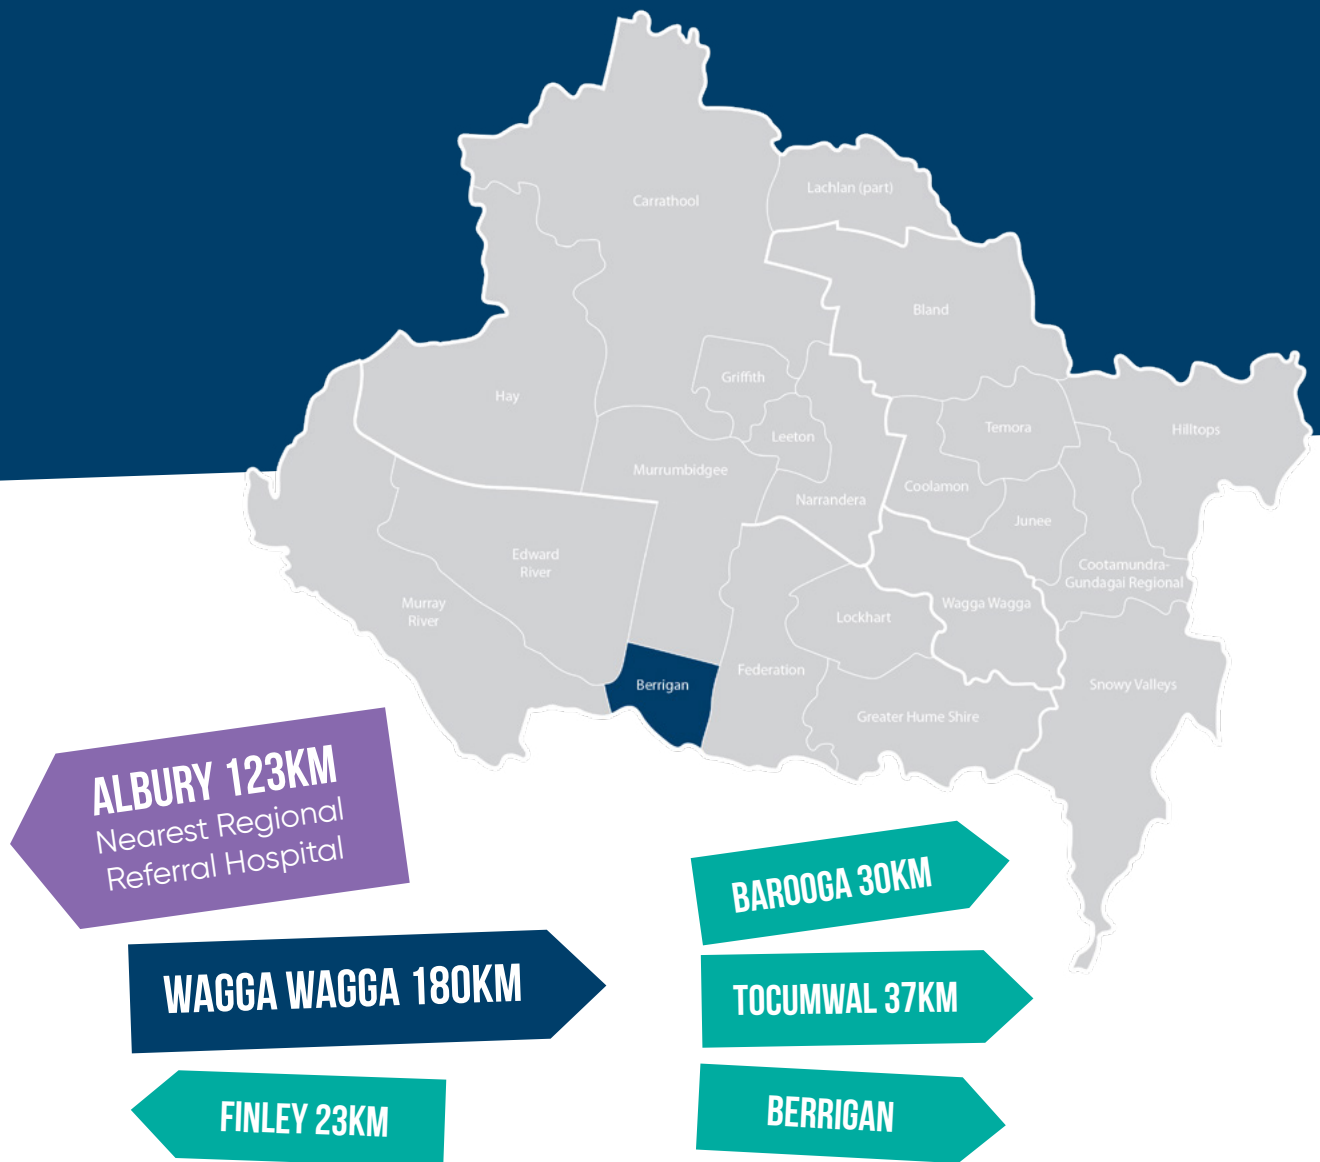 Carrathool
Lachlan (part)
Bland
Griffith
Hay
Leeton
Temora
Hilltops
Murrumbidgee
Coolamon
Narrandera
Junee
Edward
River
Cootamundra-
Gundagai Regional
Murray
River
Wagga Wagga
Lockhart
Federation
Berrigan
Snowy Valleys
Greater Hume Shire
ALBURY 123KM
Nearest Regional
Referral Hospital
WAGGA WAGGA 180KM
FINLEY 23KM
BAROOGA 30KM
TOCUMWAL 37KM
BERRIGAN